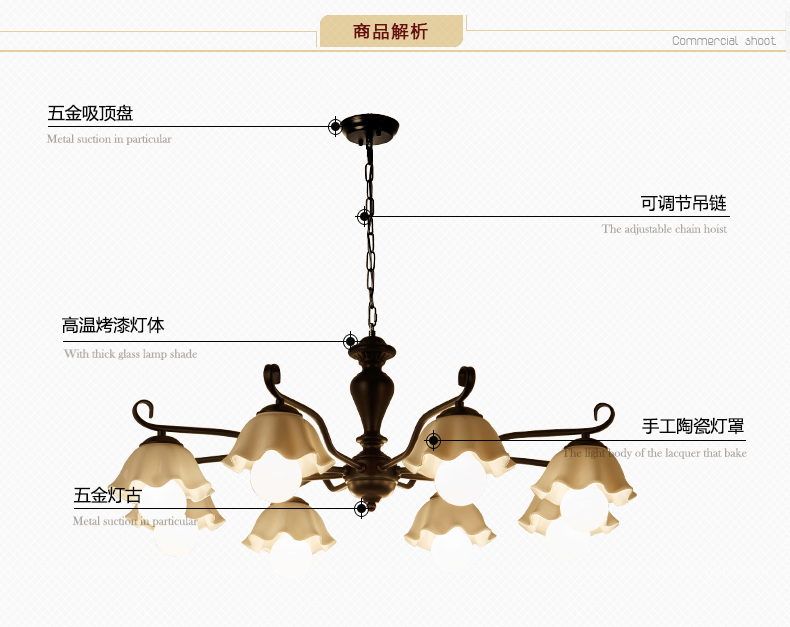 商品解析
Commercial shoot
五金吸顶盘
Metal suction in particular
可调节吊链
The adjustable chain hoist
高温烤漆灯体
With thick glass lamp shade
手工陶瓷灯罩
The light body of the lacquer that bake
五金灯古
Metal suction in particular